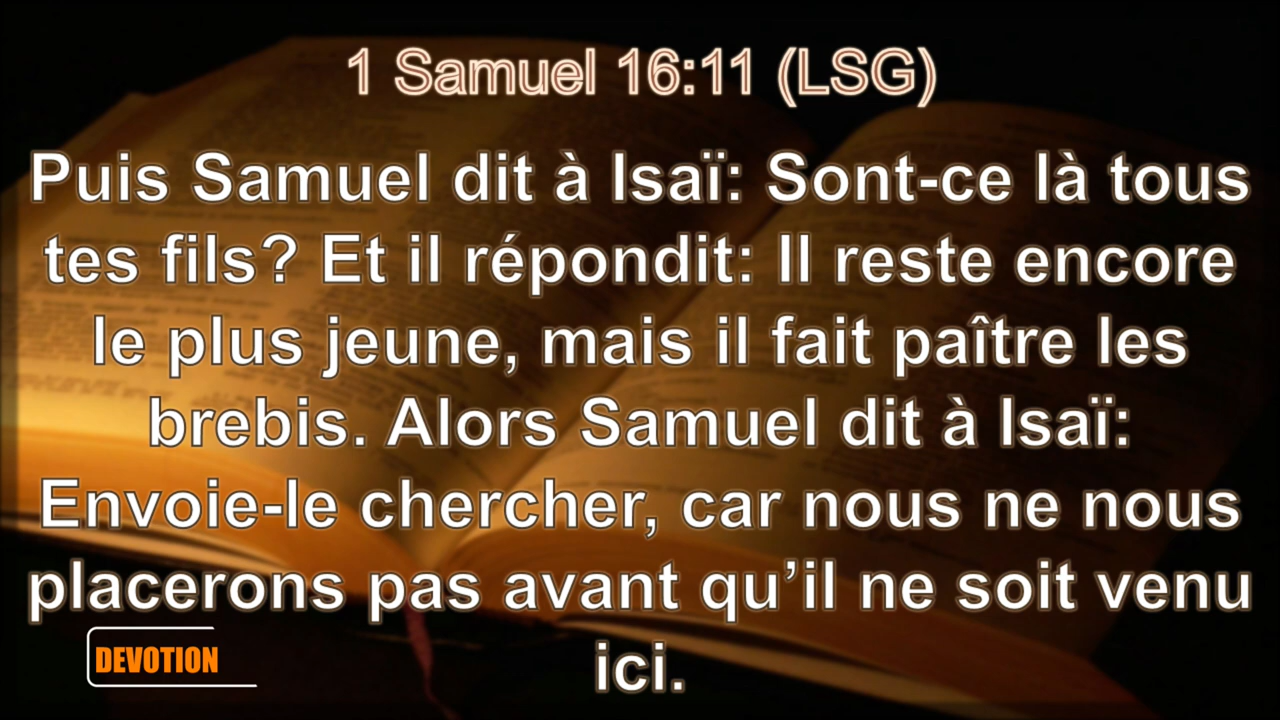 1 Samuel 16:11 (LSG)
Puis Samuel dit à Isaï: Sont-ce là tous
tes fils? Et il répondit: Il reste encore
le plus jeune, mais il fait paître les
brebis. Alors Samuel dit à Isaï:
Envoie-le chercher, car nous ne nous
placerons pas avant qu’il ne soit venu
ici.
DEVOTION